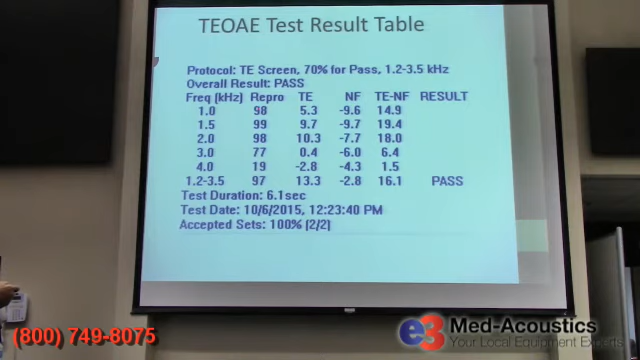 TEOAE Test Result Table
Protocol: TE Screen, 70% for Pass, 1.2-3.5 kHz
Overall Result: PASS
Freq (kHz) Repro TE NF TE-NF RESULT
1.0 98 5.3 -9.6 14.9
1.5 99 9.7 -9.7 19.4
2.0 98 10.3 -7.7 18.0
3.0 77 0.4 -6.0 6.4
4.0 19 -2.8 -4.3 1.5
1.2-3.5 97 13.3 -2.8 16.1 PASS
Test Duration: 6.1sec
Test Date: 10/6/2015, 12:23:40 PM
Accepted Sets: 100% (2/2)
(800) 749-8075
e3 Med-Acoustics
Your Local Equipment Experts